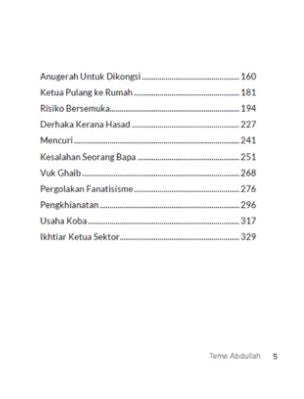 Anugerah Untuk Dikongsi 160
Ketua Pulang ke Rumah 181
Risiko Bersemuka 194
Derhaka Kerana Hasad 227
Mencuri 241
Kesalahan Seorang Bapa 251
Vuk Ghaib 268
Pergolakan Fanatisisme 276
Pengkhianatan 296
Usaha Koba 317
Ikhtiar Ketua Sektor 329
Teme Abdullah 5